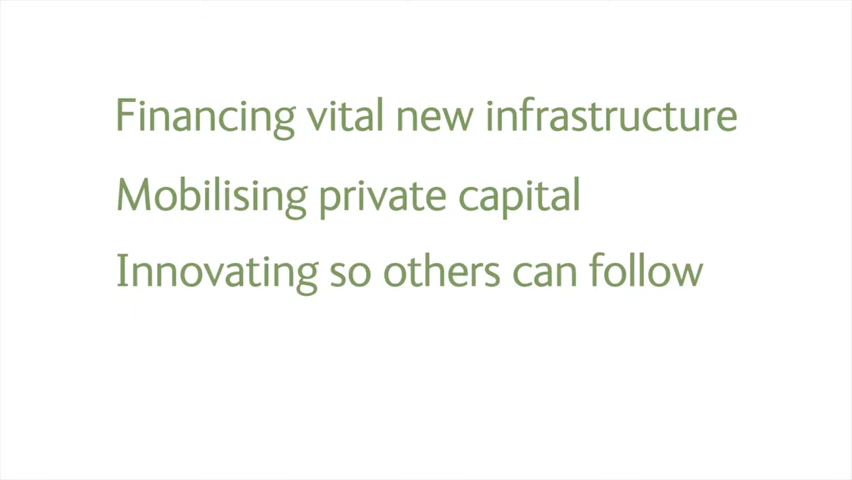 Financing vital new infrastructure
Mobilising private capital
Innovating so others can follow